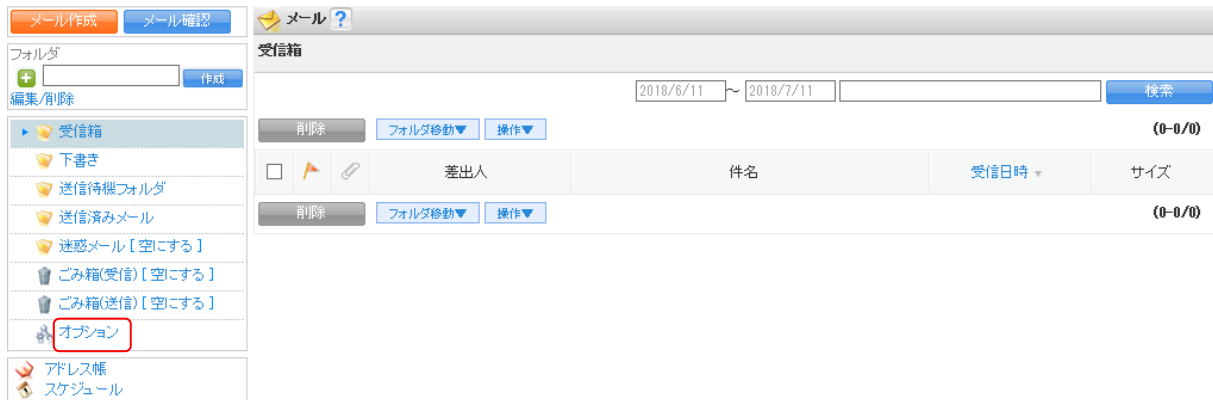 メール作成 メール確認
フォルダ
作成
編集/削除
受信箱
下書き
送信待機フォルダ
送信済みメール
迷惑メール [ 空にする ]
ごみ箱(受信) [ 空にする ]
ごみ箱(送信) [ 空にする ]
オプション
アドレス帳
スケジュール
メール ?
受信箱
2018/6/11 ～ 2018/7/11 検索
削除 フォルダ移動▼ 操作▼ (0-0/0)
差出人 件名 受信日時 ▼ サイズ
削除 フォルダ移動▼ 操作▼ (0-0/0)